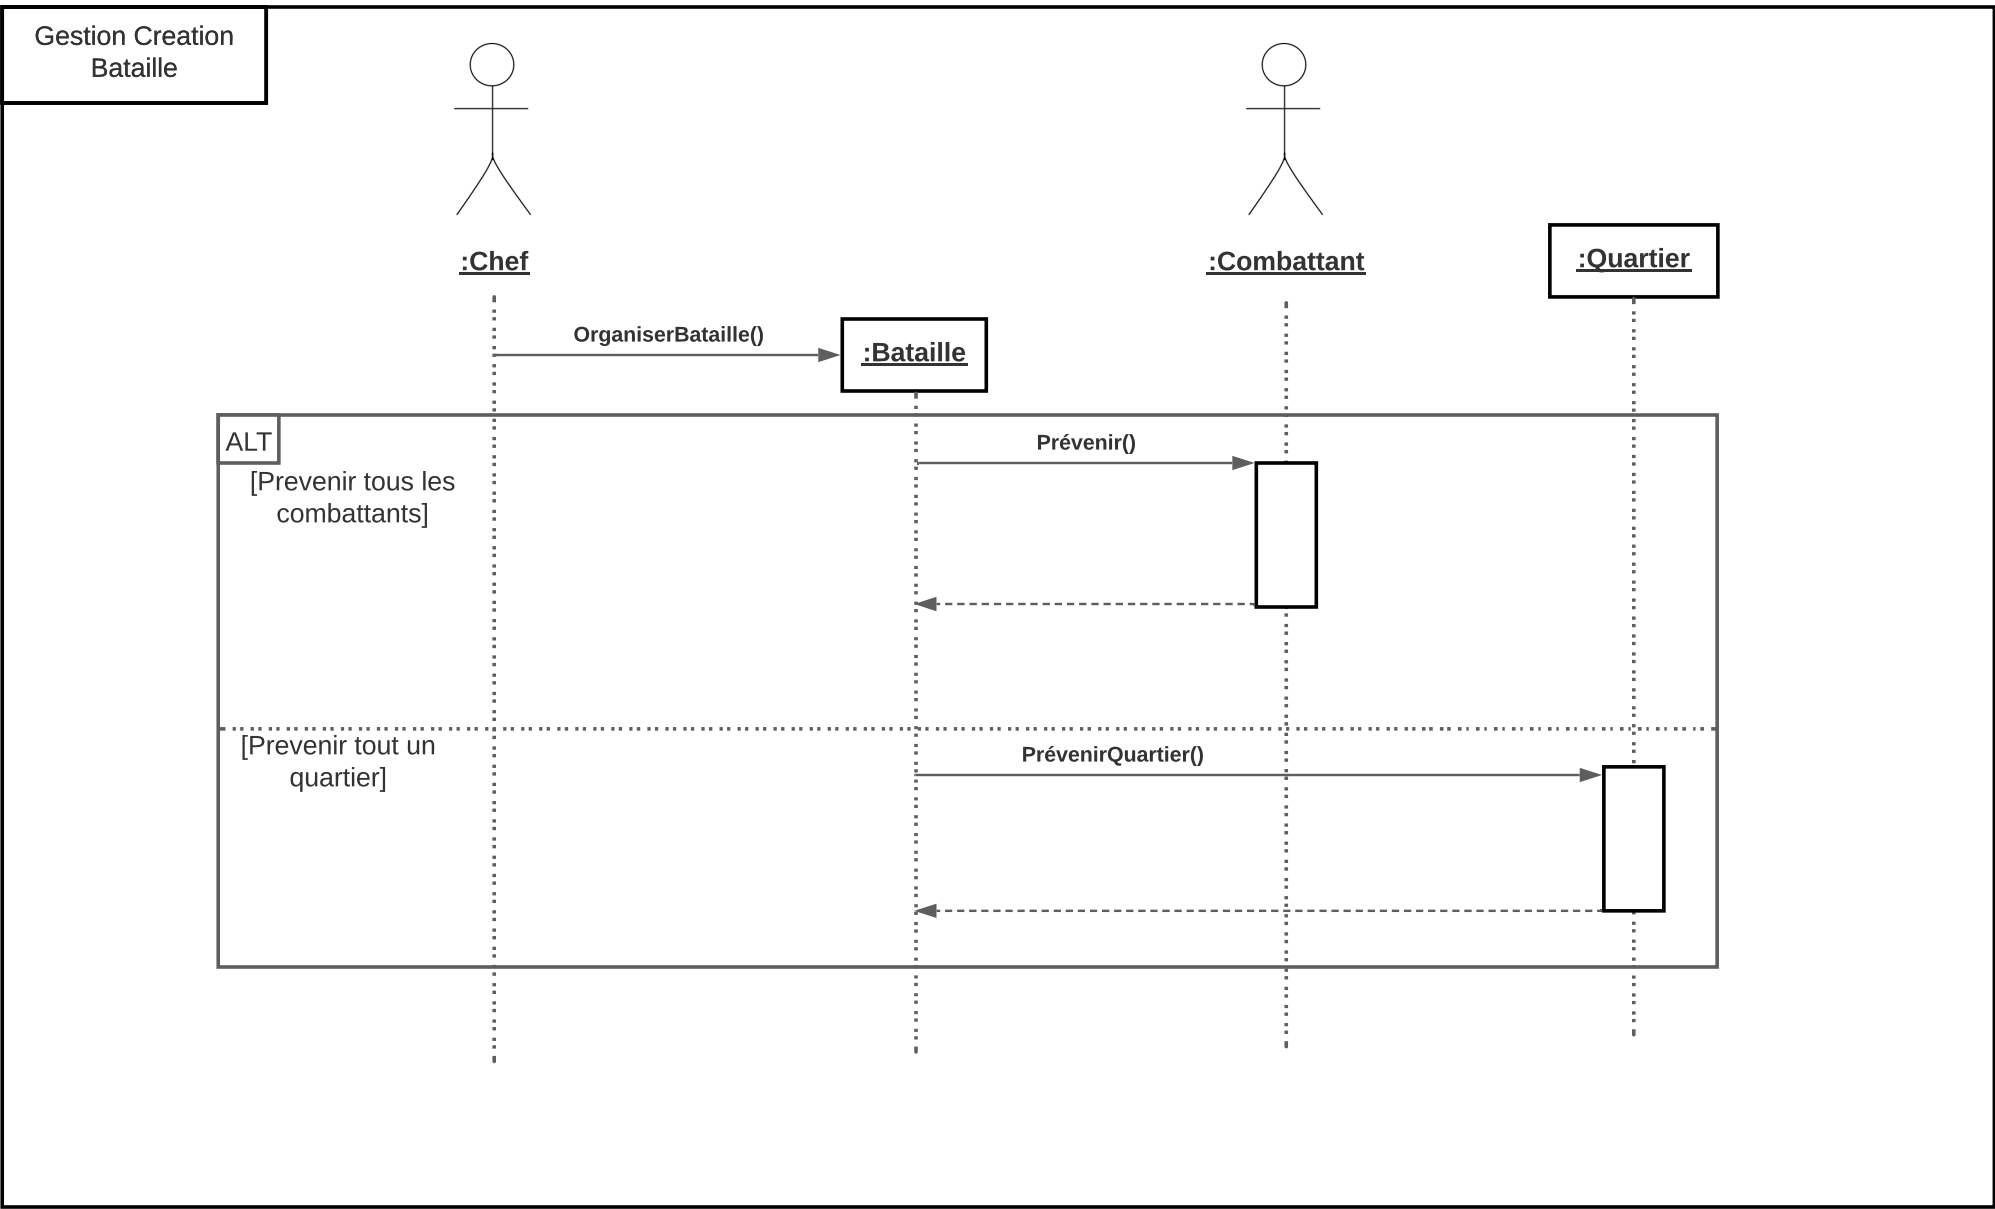 Gestion Creation
Bataille
:Chef
:Combattant
:Quartier
OrganiserBataille()
:Bataille
ALT
Prévenir()
[Prevenir tous les
combattants]
[Prevenir tout un
quartier]
PrévenirQuartier()